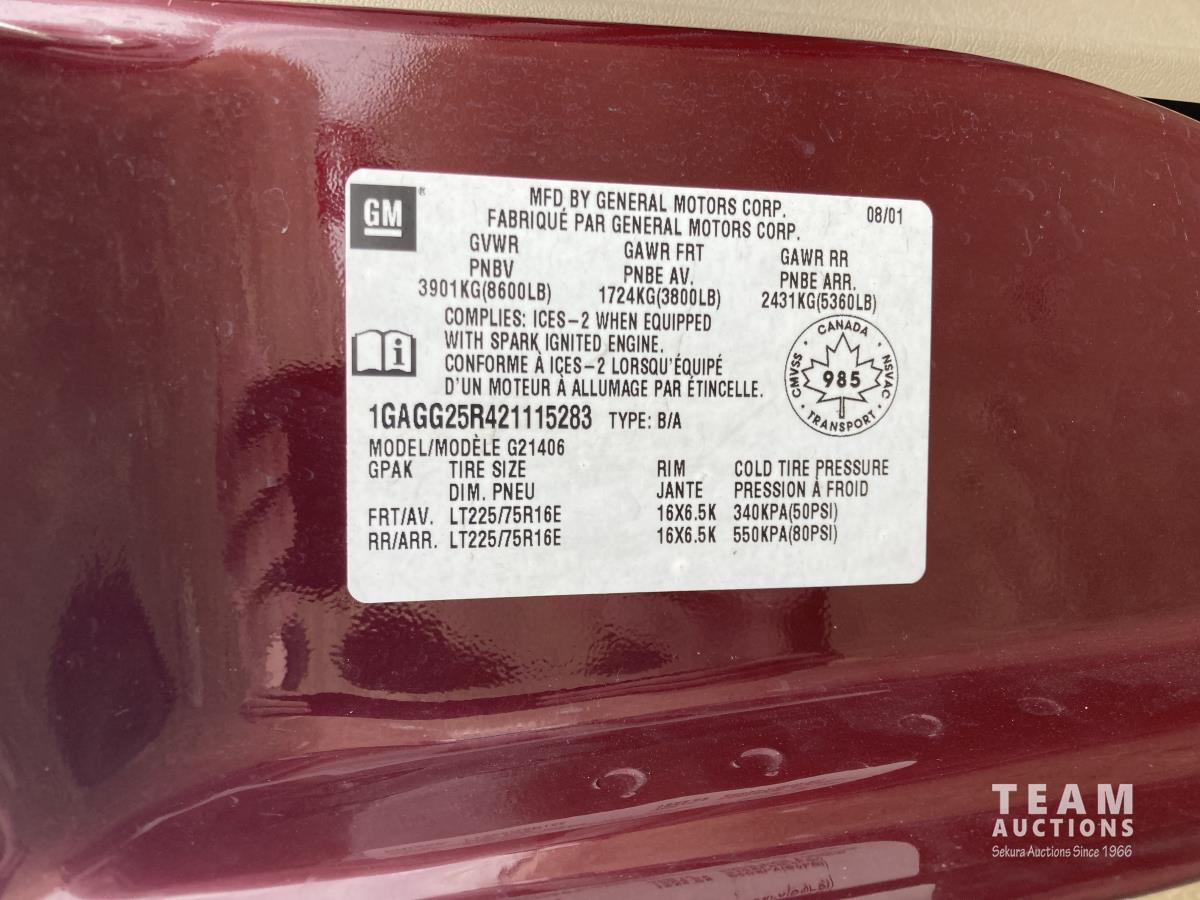 GM ®
MFD BY GENERAL MOTORS CORP. 08/01
FABRIQUÉ PAR GENERAL MOTORS CORP.
GVWR GAWR FRT GAWR RR
PNBV PNBE AV. PNBE ARR.
3901KG(8600LB) 1724KG(3800LB) 2431KG(5360LB)
COMPLIES: ICES-2 WHEN EQUIPPED
WITH SPARK IGNITED ENGINE.
CONFORME À ICES-2 LORSQU'ÉQUIPÉ
D'UN MOTEUR À ALLUMAGE PAR ÉTINCELLE.
CANADA
CMVSS 985 NSVAC
TRANSPORT
1GAGG25R421115283 TYPE: B/A
MODEL/MODÈLE G21406
GPAK TIRE SIZE RIM COLD TIRE PRESSURE
DIM. PNEU JANTE PRESSION À FROID
FRT/AV. LT225/75R16E 16X6.5K 340KPA(50PSI)
RR/ARR. LT225/75R16E 16X6.5K 550KPA(80PSI)
TEAM
AUCTIONS
Sekura Auctions Since 1966